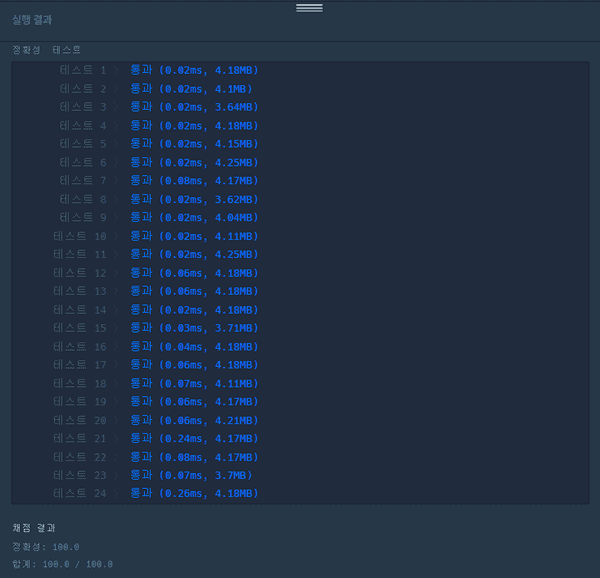 실행 결과
정확성 테스트
테스트 1 〉 통과 (0.02ms, 4.18MB)
테스트 2 〉 통과 (0.02ms, 4.1MB)
테스트 3 〉 통과 (0.02ms, 3.64MB)
테스트 4 〉 통과 (0.02ms, 4.18MB)
테스트 5 〉 통과 (0.02ms, 4.15MB)
테스트 6 〉 통과 (0.02ms, 4.25MB)
테스트 7 〉 통과 (0.08ms, 4.17MB)
테스트 8 〉 통과 (0.02ms, 3.62MB)
테스트 9 〉 통과 (0.02ms, 4.04MB)
테스트 10 〉 통과 (0.02ms, 4.11MB)
테스트 11 〉 통과 (0.02ms, 4.25MB)
테스트 12 〉 통과 (0.06ms, 4.18MB)
테스트 13 〉 통과 (0.06ms, 4.18MB)
테스트 14 〉 통과 (0.02ms, 4.18MB)
테스트 15 〉 통과 (0.03ms, 3.71MB)
테스트 16 〉 통과 (0.04ms, 4.18MB)
테스트 17 〉 통과 (0.06ms, 4.18MB)
테스트 18 〉 통과 (0.07ms, 4.11MB)
테스트 19 〉 통과 (0.06ms, 4.17MB)
테스트 20 〉 통과 (0.06ms, 4.21MB)
테스트 21 〉 통과 (0.24ms, 4.17MB)
테스트 22 〉 통과 (0.08ms, 4.17MB)
테스트 23 〉 통과 (0.07ms, 3.7MB)
테스트 24 〉 통과 (0.26ms, 4.18MB)
채점 결과
정확성: 100.0
합계: 100.0 / 100.0